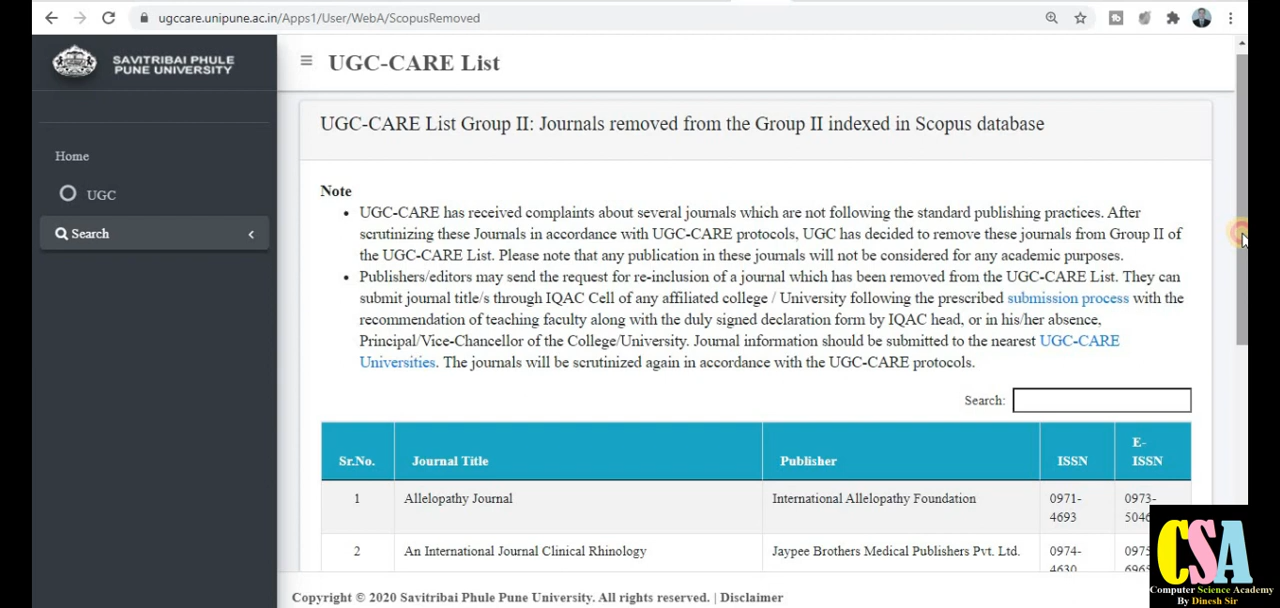 ugccare.unipune.ac.in/Apps1/User/WebA/ScopusRemoved
SAVITRIBAI PHULE
PUNE UNIVERSITY
UGC-CARE List
Home
UGC
Search
UGC-CARE List Group II: Journals removed from the Group II indexed in Scopus database
Note
UGC-CARE has received complaints about several journals which are not following the standard publishing practices. After
scrutinizing these Journals in accordance with UGC-CARE protocols, UGC has decided to remove these journals from Group II of
the UGC-CARE List. Please note that any publication in these journals will not be considered for any academic purposes.
Publishers/editors may send the request for re-inclusion of a journal which has been removed from the UGC-CARE List. They can
submit journal title/s through IQAC Cell of any affiliated college / University following the prescribed submission process with the
recommendation of teaching faculty along with the duly signed declaration form by IQAC head, or in his/her absence,
Principal/Vice-Chancellor of the College/University. Journal information should be submitted to the nearest UGC-CARE
Universities. The journals will be scrutinized again in accordance with the UGC-CARE protocols.
Search:
E-
Sr.No. Journal Title Publisher ISSN ISSN
1 Allelopathy Journal International Allelopathy Foundation 0971- 0973-
4693
2 An International Journal Clinical Rhinology Jaypee Brothers Medical Publishers Pvt. Ltd. 0974-
4630
Copyright © 2020 Savitribai Phule Pune University. All rights reserved. | Disclaimer
CSA
Computer Science Academy
By Dinesh Sir